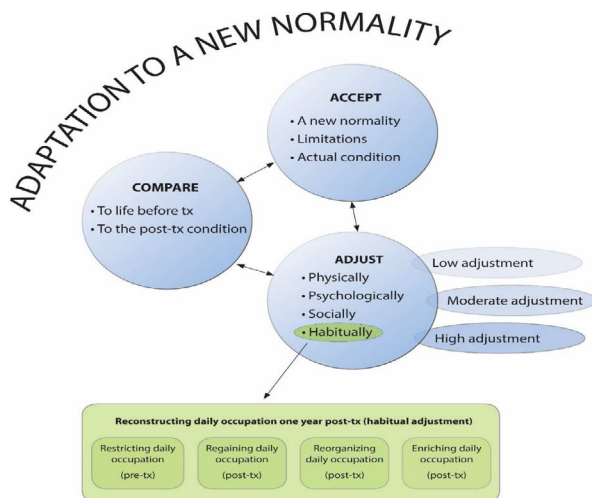 ADAPTATION TO A NEW NORMALITY
ACCEPT
• A new normality
• Limitations
• Actual condition
COMPARE
• To life before tx
• To the post-tx condition
ADJUST
• Physically
• Psychologically
• Socially
• Habitually
Low adjustment
Moderate adjustment
High adjustment
Reconstructing daily occupation one year post-tx (habitual adjustment)
Restricting daily
occupation
(pre-tx)
Regaining daily
occupation
(post-tx)
Reorganizing
daily occupation
(post-tx)
Enriching daily
occupation
(post-tx)